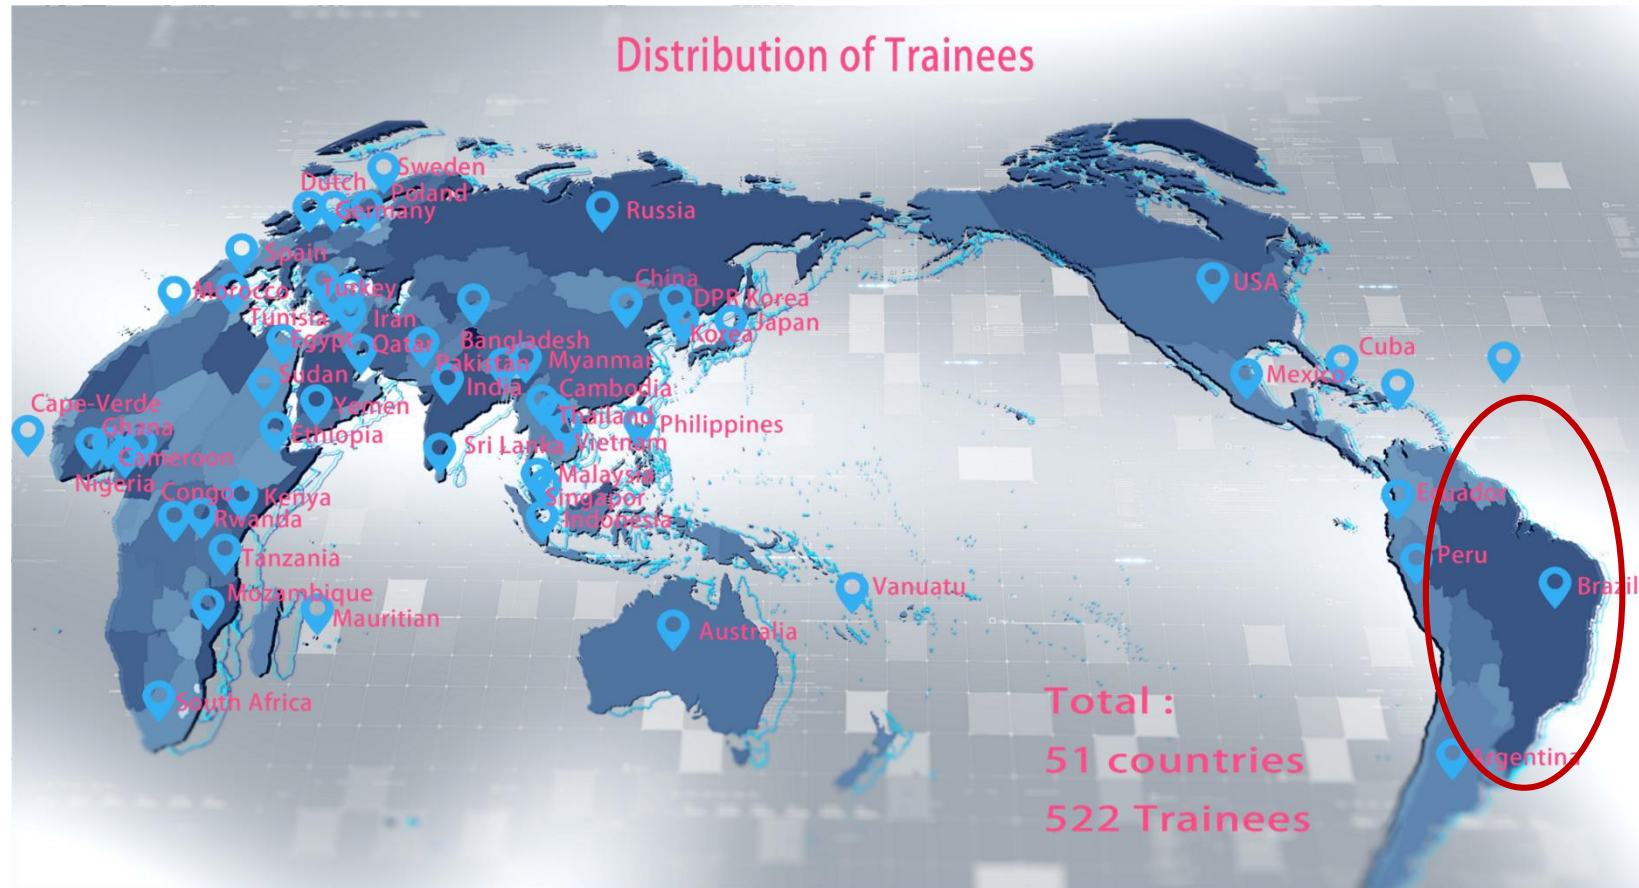 Distribution of Trainees
Sweden
Dutch
Poland
Germany
Russia
Spain
China
USA
Morocco
Turkey
DPR Korea
Tunisia
Iran
Japan
Korea
Egypt
Qatar
Bangladesh
Cuba
Pakistan
Myanmar
Sudan
India
Cambodia
Mexico
Cape-Verde
Yemen
Ghana
Thailand
Philippines
Ethiopia
Sri Lanka
Vietnam
Cameroon
Malaysia
Nigeria
Congo
Kenya
Singapor
Ecuador
Rwanda
Indonesia
Tanzania
Peru
Mozambique
Vanuatu
Brazil
Mauritian
Australia
South Africa
Total :
51 countries
Argentina
522 Trainees